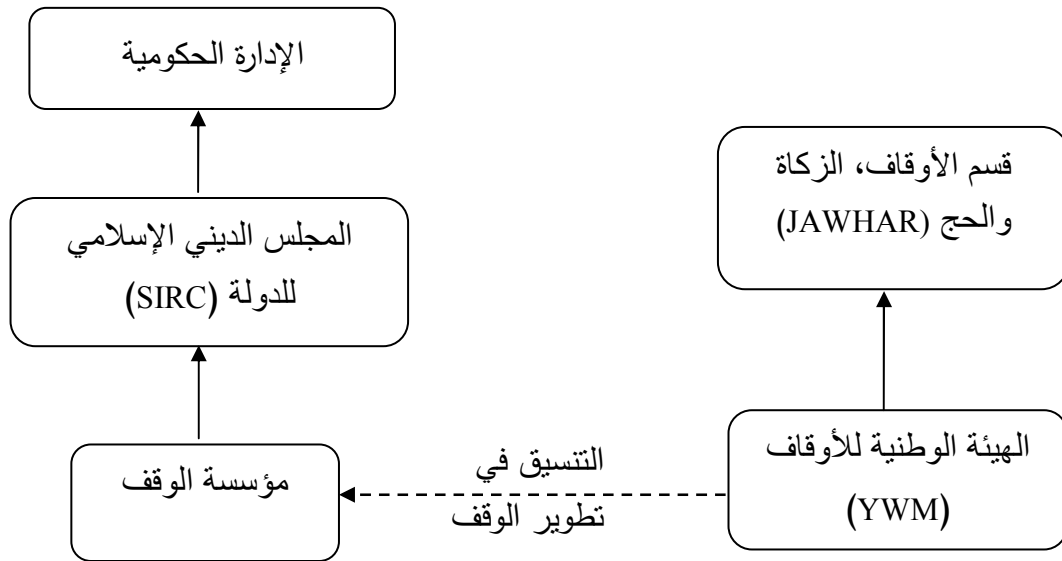 الإدارة الحكومية
قسم الأوقاف، الزكاة
والحج (JAWHAR)
المجلس الديني الإسلامي
للدولة (SIRC)
الهيئة الوطنية للأوقاف
(YWM)
التنسيق في
تطوير الوقف
مؤسسة الوقف